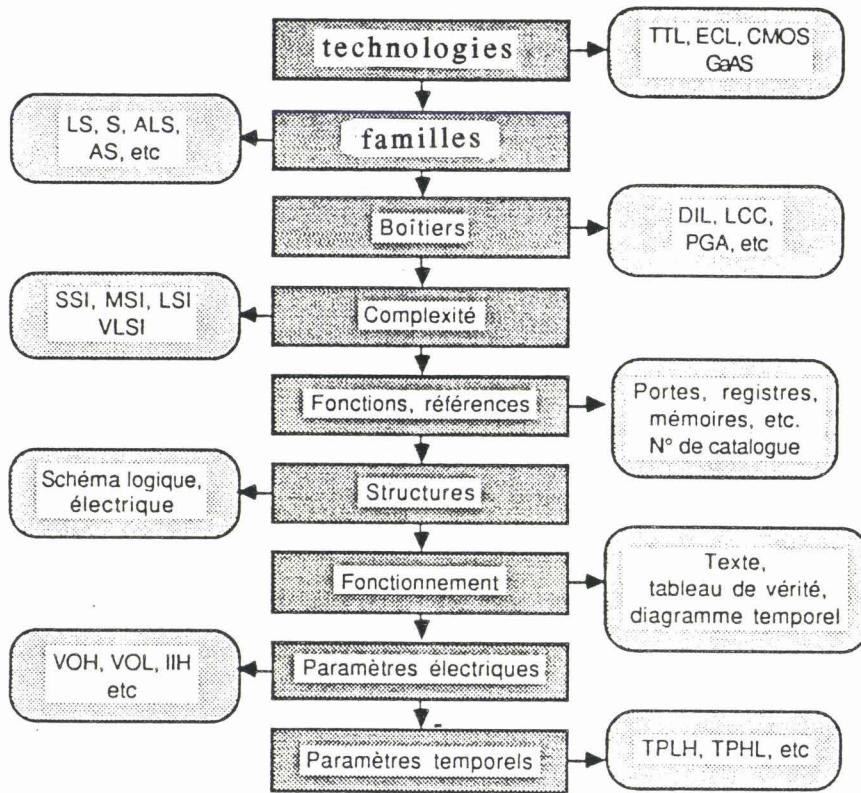 technologies
TTL, ECL, CMOS
GaAS
LS, S, ALS,
AS, etc
familles
Boîtiers
DIL, LCC,
PGA, etc
SSI, MSI, LSI
VLSI
Complexité
Fonctions, références
Portes, registres,
mémoires, etc.
N° de catalogue
Schéma logique,
électrique
Structures
Fonctionnement
Texte,
tableau de vérité,
diagramme temporel
VOH, VOL, IIH
etc
Paramètres électriques
Paramètres temporels
TPLH, TPHL, etc